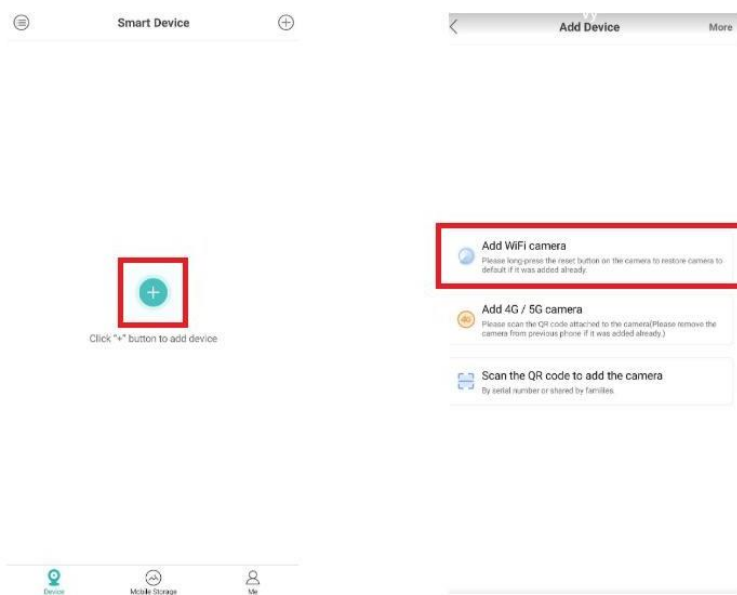 Smart Device
Click "+" button to add device
Device
Mobile Storage
Me
Add Device
More
Add WiFi camera
Please long-press the reset button on the camera to restore camera to
default if it was added already.
4G
Add 4G / 5G camera
Please scan the QR code attached to the camera(Please remove the
camera from previous phone if it was added already.)
Scan the QR code to add the camera
By serial number or shared by families.